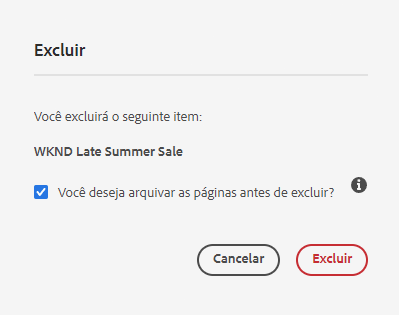 Excluir
Você excluirá o seguinte item:
WKND Late Summer Sale
Você deseja arquivar as páginas antes de excluir?
Cancelar Excluir